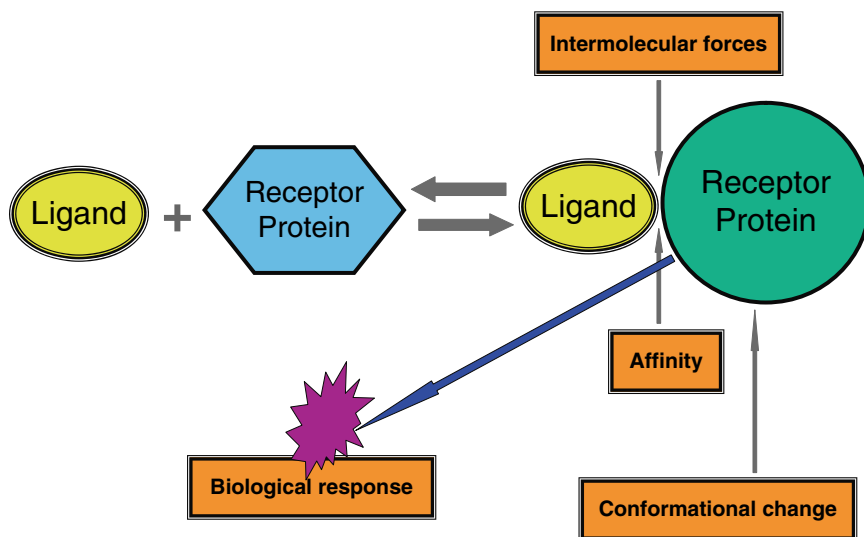 Intermolecular forces
Ligand
+
Receptor
Protein
Ligand
Receptor
Protein
Affinity
Biological response
Conformational change